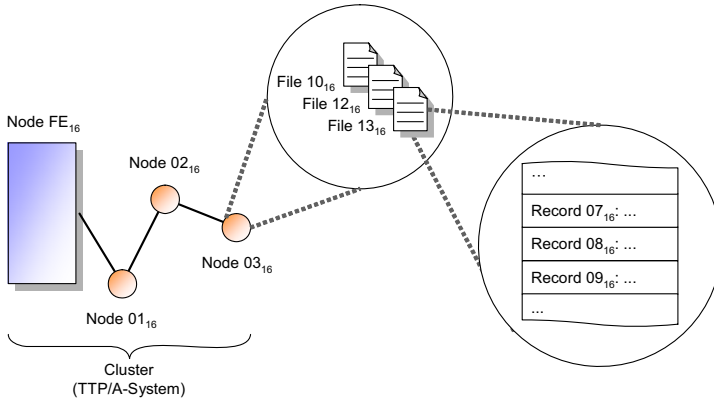 File 10₁₆
File 12₁₆
File 13₁₆
Node FE₁₆
Node 02₁₆
Node 03₁₆
Node 01₁₆
Cluster
(TTP/A-System)
...
Record 07₁₆: ...
Record 08₁₆: ...
Record 09₁₆: ...
...